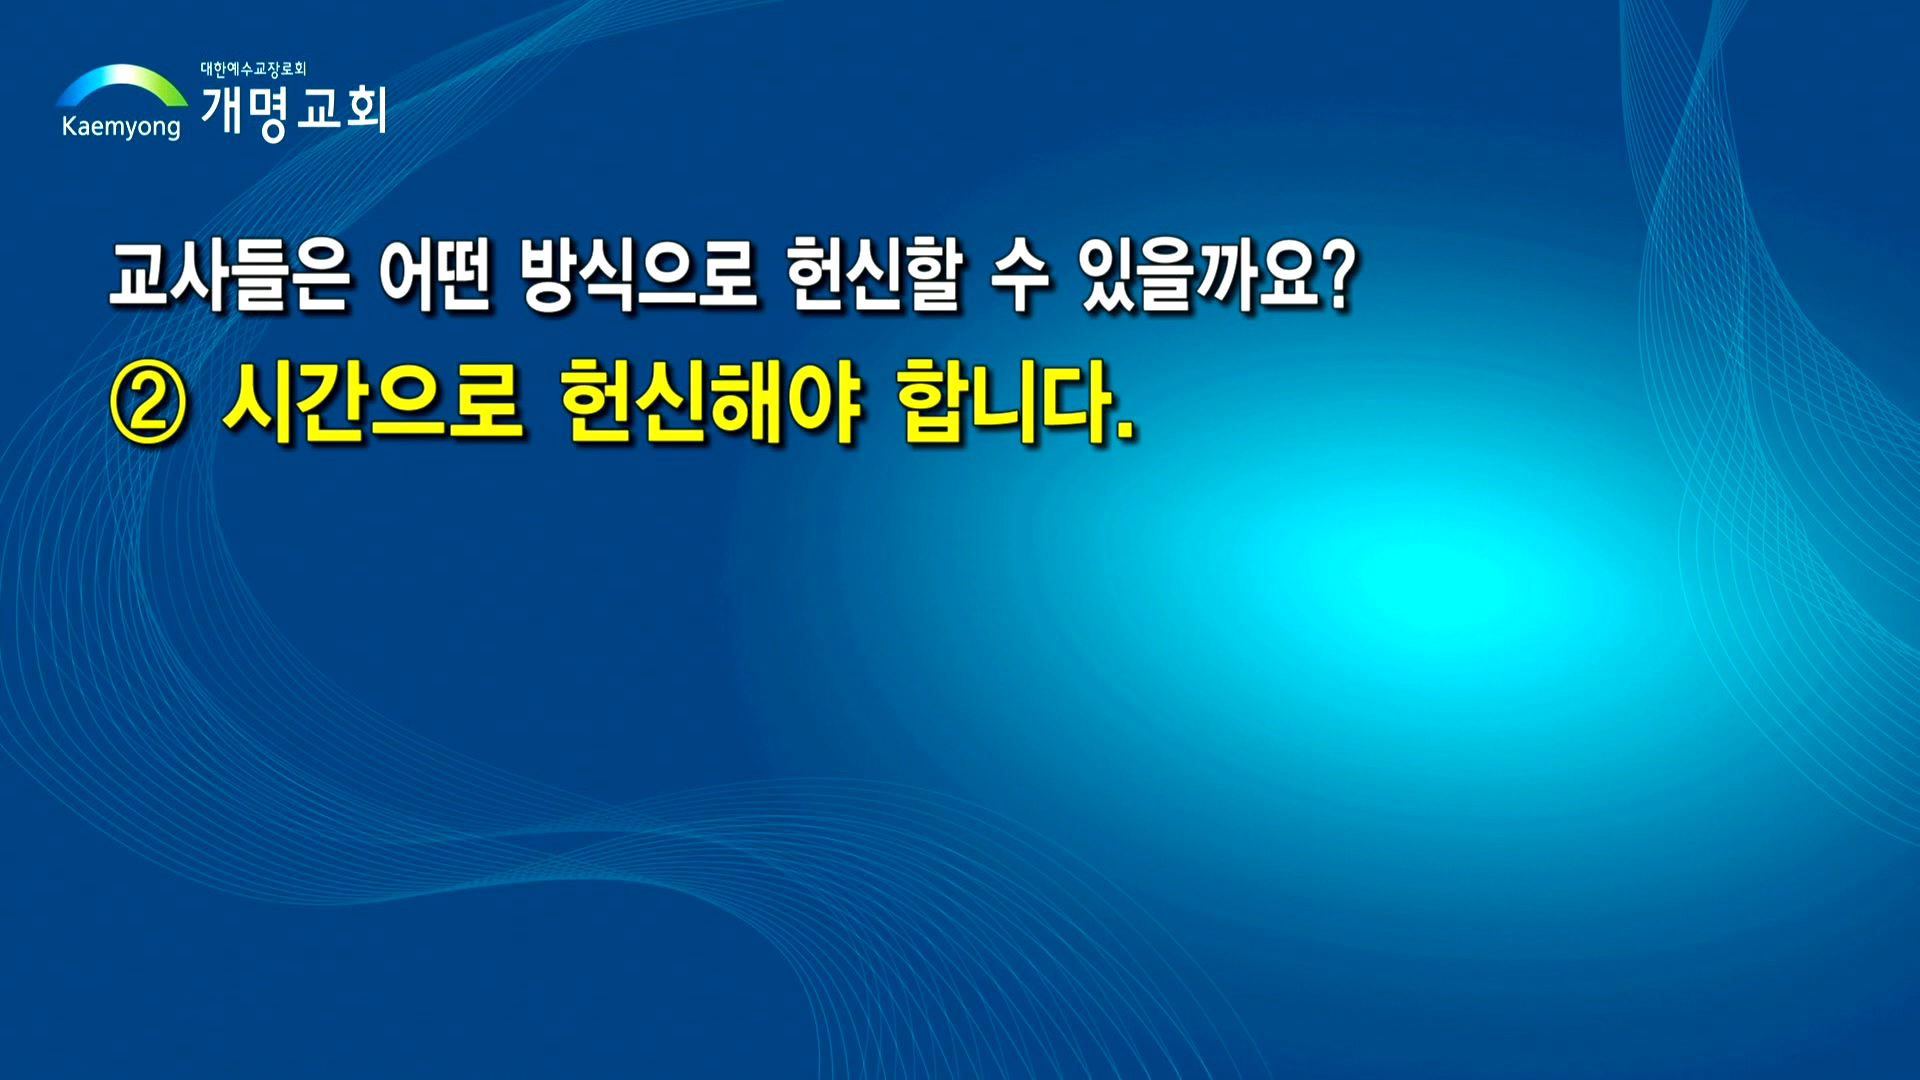 대한예수교장로회
개명교회
Kaemyong
교사들은 어떤 방식으로 헌신할 수 있을까요?
② 시간으로 헌신해야 합니다.